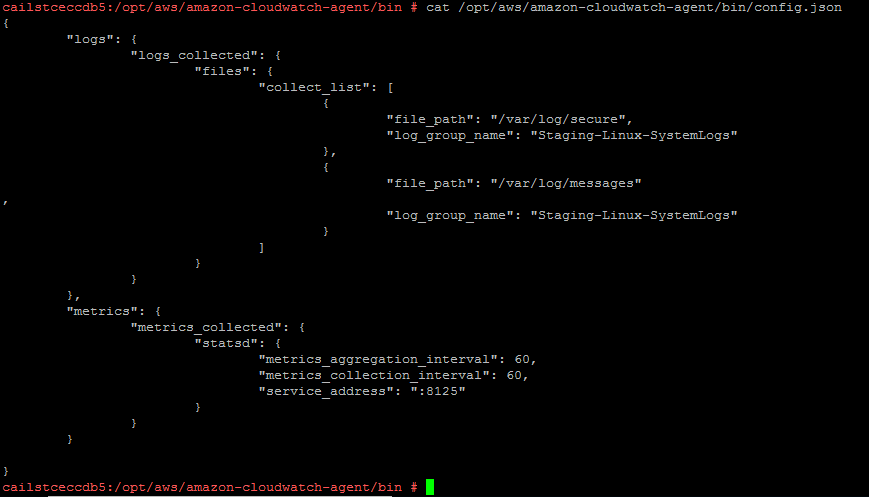 cailstceccdb5:/opt/aws/amazon-cloudwatch-agent/bin # cat /opt/aws/amazon-cloudwatch-agent/bin/config.json
{
        "logs": {
                "logs_collected": {
                        "files": {
                                "collect_list": [
                                        {
                                                "file_path": "/var/log/secure",
                                                "log_group_name": "Staging-Linux-SystemLogs"
                                        },
                                        {
                                                "file_path": "/var/log/messages"
,
                                                "log_group_name": "Staging-Linux-SystemLogs"
                                        }
                                ]
                        }
                }
        },
        "metrics": {
                "metrics_collected": {
                        "statsd": {
                                "metrics_aggregation_interval": 60,
                                "metrics_collection_interval": 60,
                                "service_address": ":8125"
                        }
                }
        }

}
cailstceccdb5:/opt/aws/amazon-cloudwatch-agent/bin #